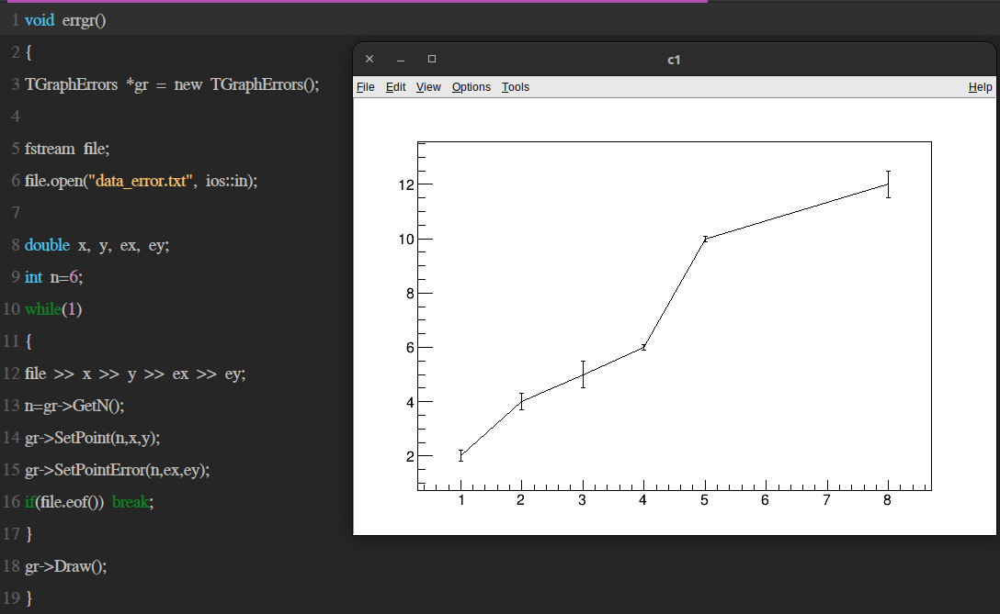 1 void errgr()
2 {
3 TGraphErrors *gr = new TGraphErrors();
4
5 fstream file;
6 file.open("data_error.txt", ios::in);
7
8 double x, y, ex, ey;
9 int n=6;
10 while(1)
11 {
12 file >> x >> y >> ex >> ey;
13 n=gr->GetN();
14 gr->SetPoint(n,x,y);
15 gr->SetPointError(n,ex,ey);
16 if(file.eof()) break;
17 }
18 gr->Draw();
19 }
c1
File Edit View Options Tools Help
12
10
8
6
4
2
1 2 3 4 5 6 7 8